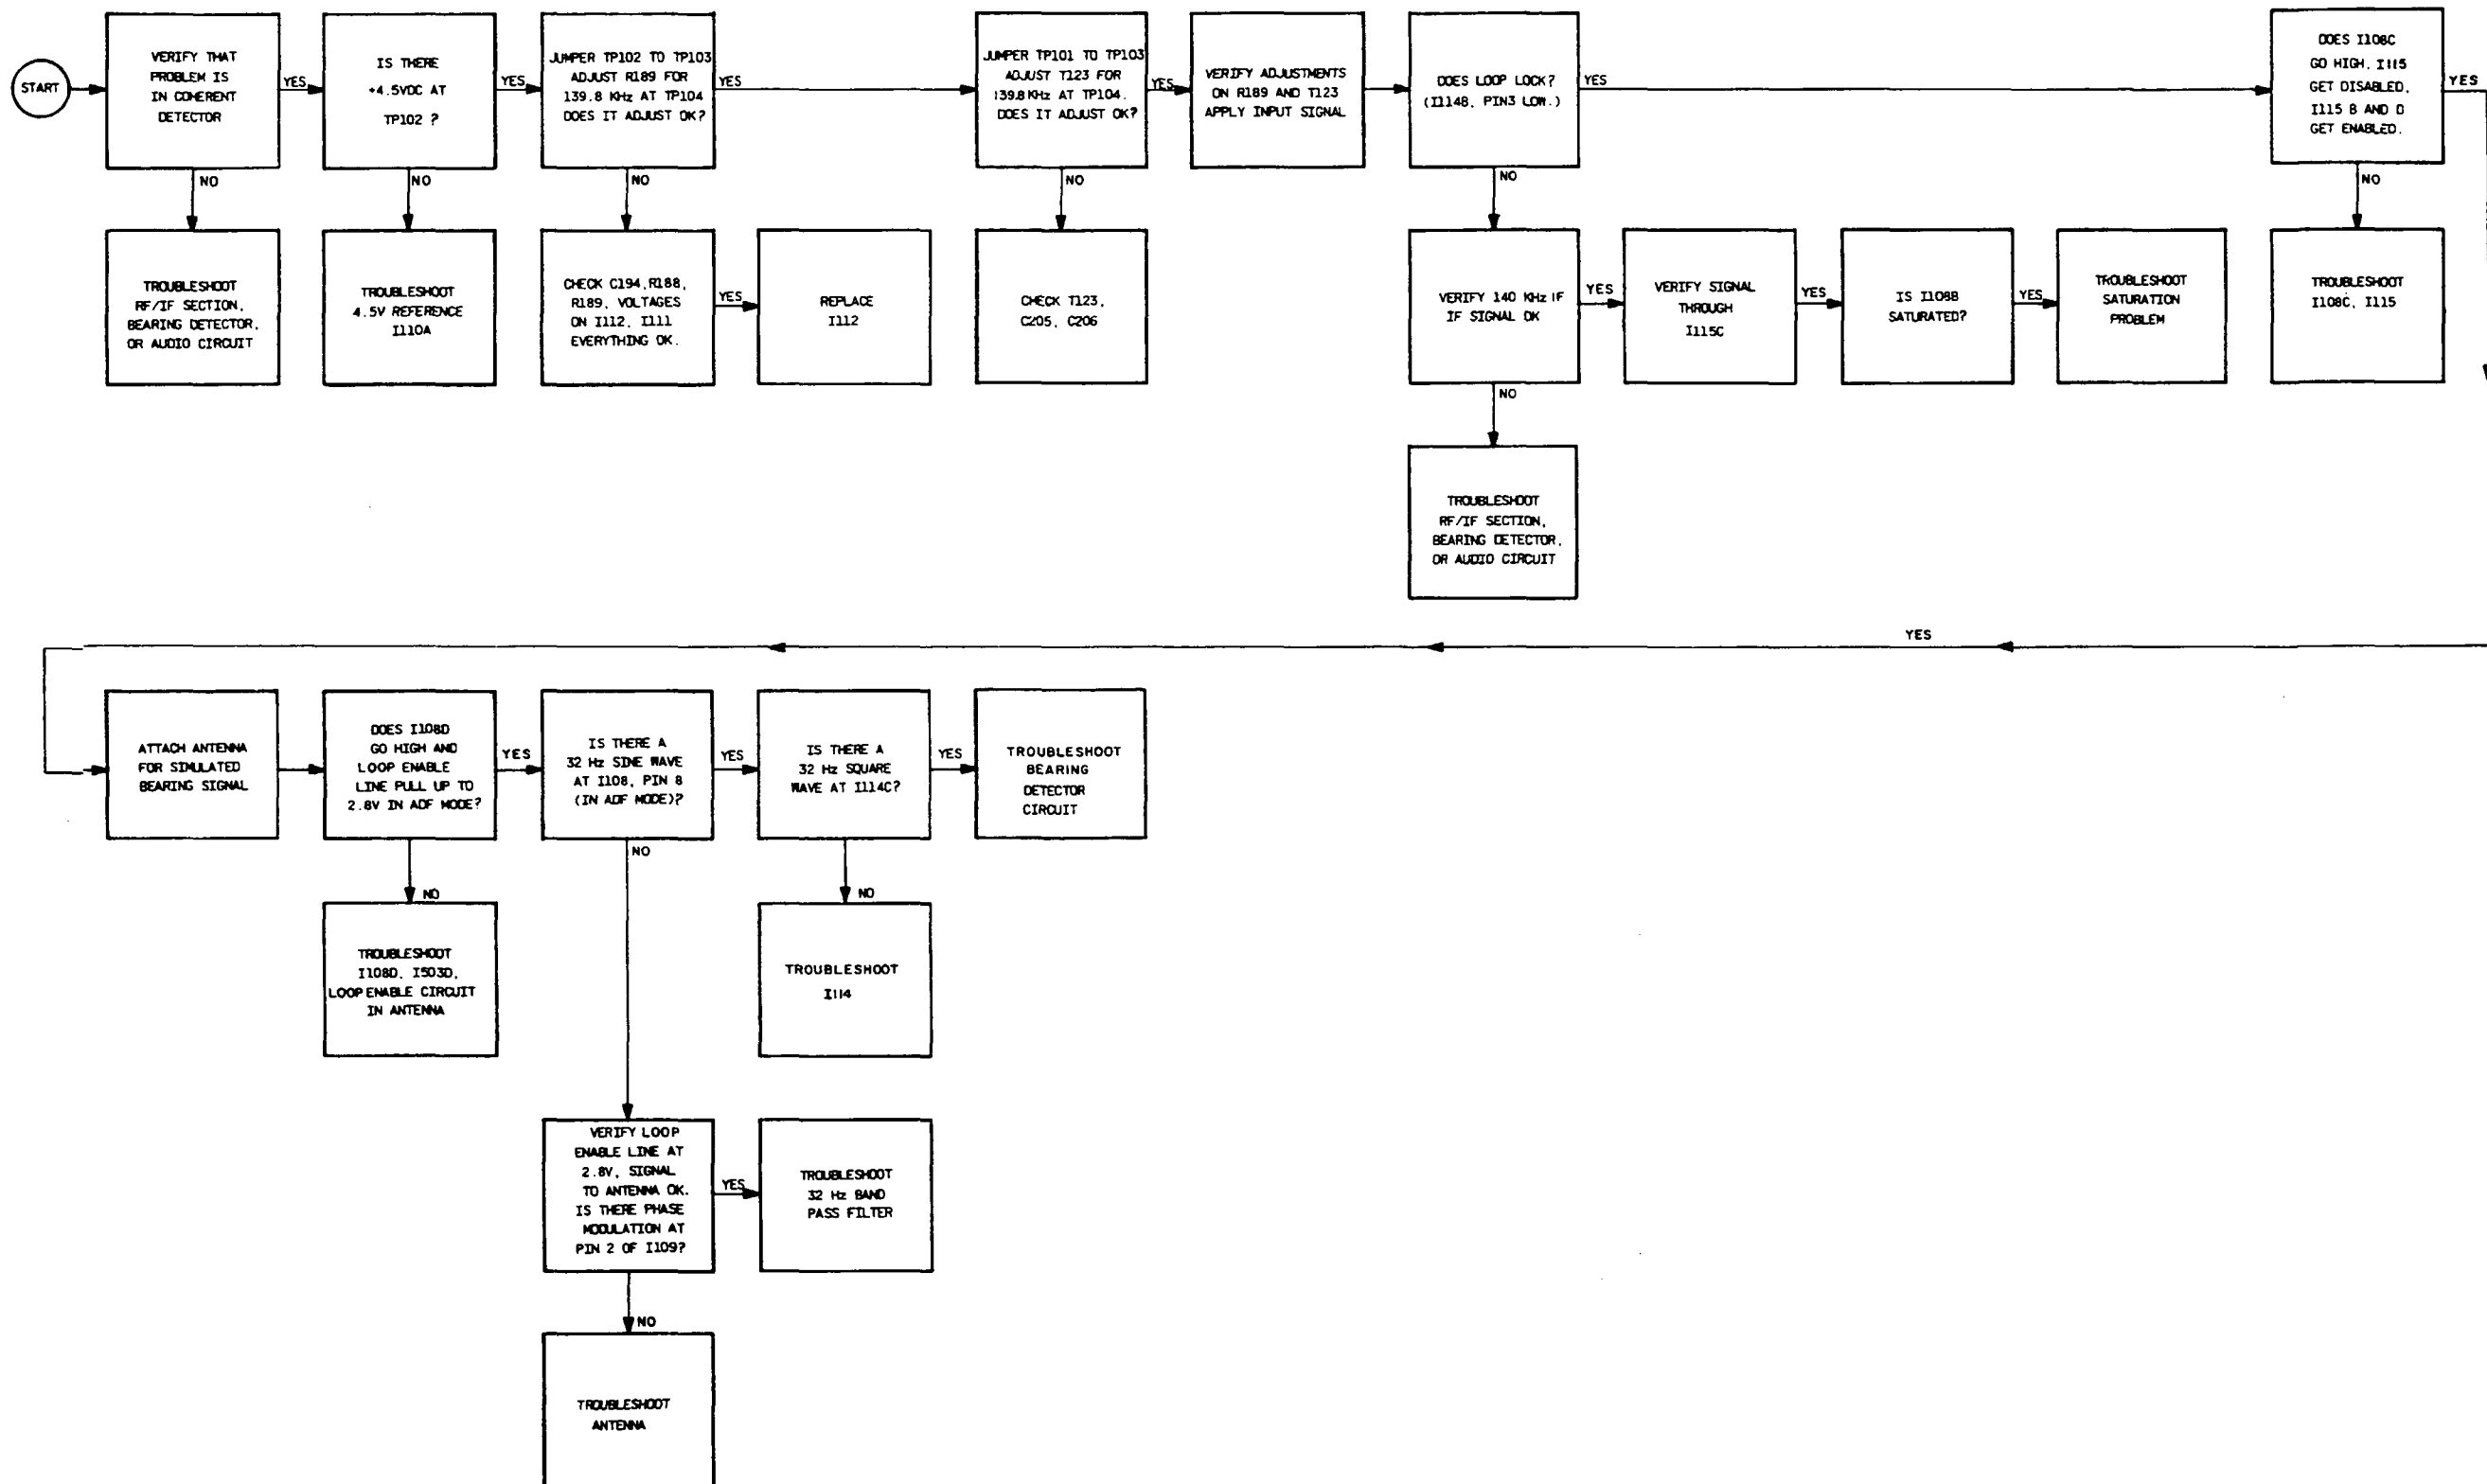 START
VERIFY THAT
PROBLEM IS
IN COHERENT
DETECTOR
YES
NO
IS THERE
+4.5VDC AT
TP102 ?
YES
NO
JUMPER TP102 TO TP103
ADJUST R189 FOR
139.8 KHz AT TP104
DOES IT ADJUST OK?
YES
NO
JUMPER TP101 TO TP103
ADJUST T123 FOR
139.8 KHz AT TP104.
DOES IT ADJUST OK?
YES
NO
VERIFY ADJUSTMENTS
ON R189 AND T123
APPLY INPUT SIGNAL
DOES LOOP LOCK?
(I114B, PIN3 LOW.)
YES
NO
DOES I108C
GO HIGH. I115
GET DISABLED,
I115 B AND D
GET ENABLED.
YES
NO
TROUBLESHOOT
RF/IF SECTION,
BEARING DETECTOR,
OR AUDIO CIRCUIT
TROUBLESHOOT
4.5V REFERENCE
I110A
CHECK C194, R188,
R189, VOLTAGES
ON I112, I111
EVERYTHING OK.
YES
REPLACE
I112
CHECK T123,
C205, C206
VERIFY 140 KHz IF
IF SIGNAL OK
YES
NO
VERIFY SIGNAL
THROUGH
I115C
YES
IS I108B
SATURATED?
YES
TROUBLESHOOT
SATURATION
PROBLEM
TROUBLESHOOT
I108C, I115
TROUBLESHOOT
RF/IF SECTION,
BEARING DETECTOR,
OR AUDIO CIRCUIT
YES
ATTACH ANTENNA
FOR SIMULATED
BEARING SIGNAL
DOES I108D
GO HIGH AND
LOOP ENABLE
LINE PULL UP TO
2.8V IN ADF MODE?
YES
NO
IS THERE A
32 Hz SINE WAVE
AT I108, PIN 8
(IN ADF MODE)?
YES
NO
IS THERE A
32 Hz SQUARE
WAVE AT I114C?
YES
NO
TROUBLESHOOT
BEARING
DETECTOR
CIRCUIT
TROUBLESHOOT
I108D, I503D,
LOOP ENABLE CIRCUIT
IN ANTENNA
TROUBLESHOOT
I114
VERIFY LOOP
ENABLE LINE AT
2.8V, SIGNAL
TO ANTENNA OK.
IS THERE PHASE
MODULATION AT
PIN 2 OF I109?
YES
NO
TROUBLESHOOT
32 Hz BAND
PASS FILTER
TROUBLESHOOT
ANTENNA